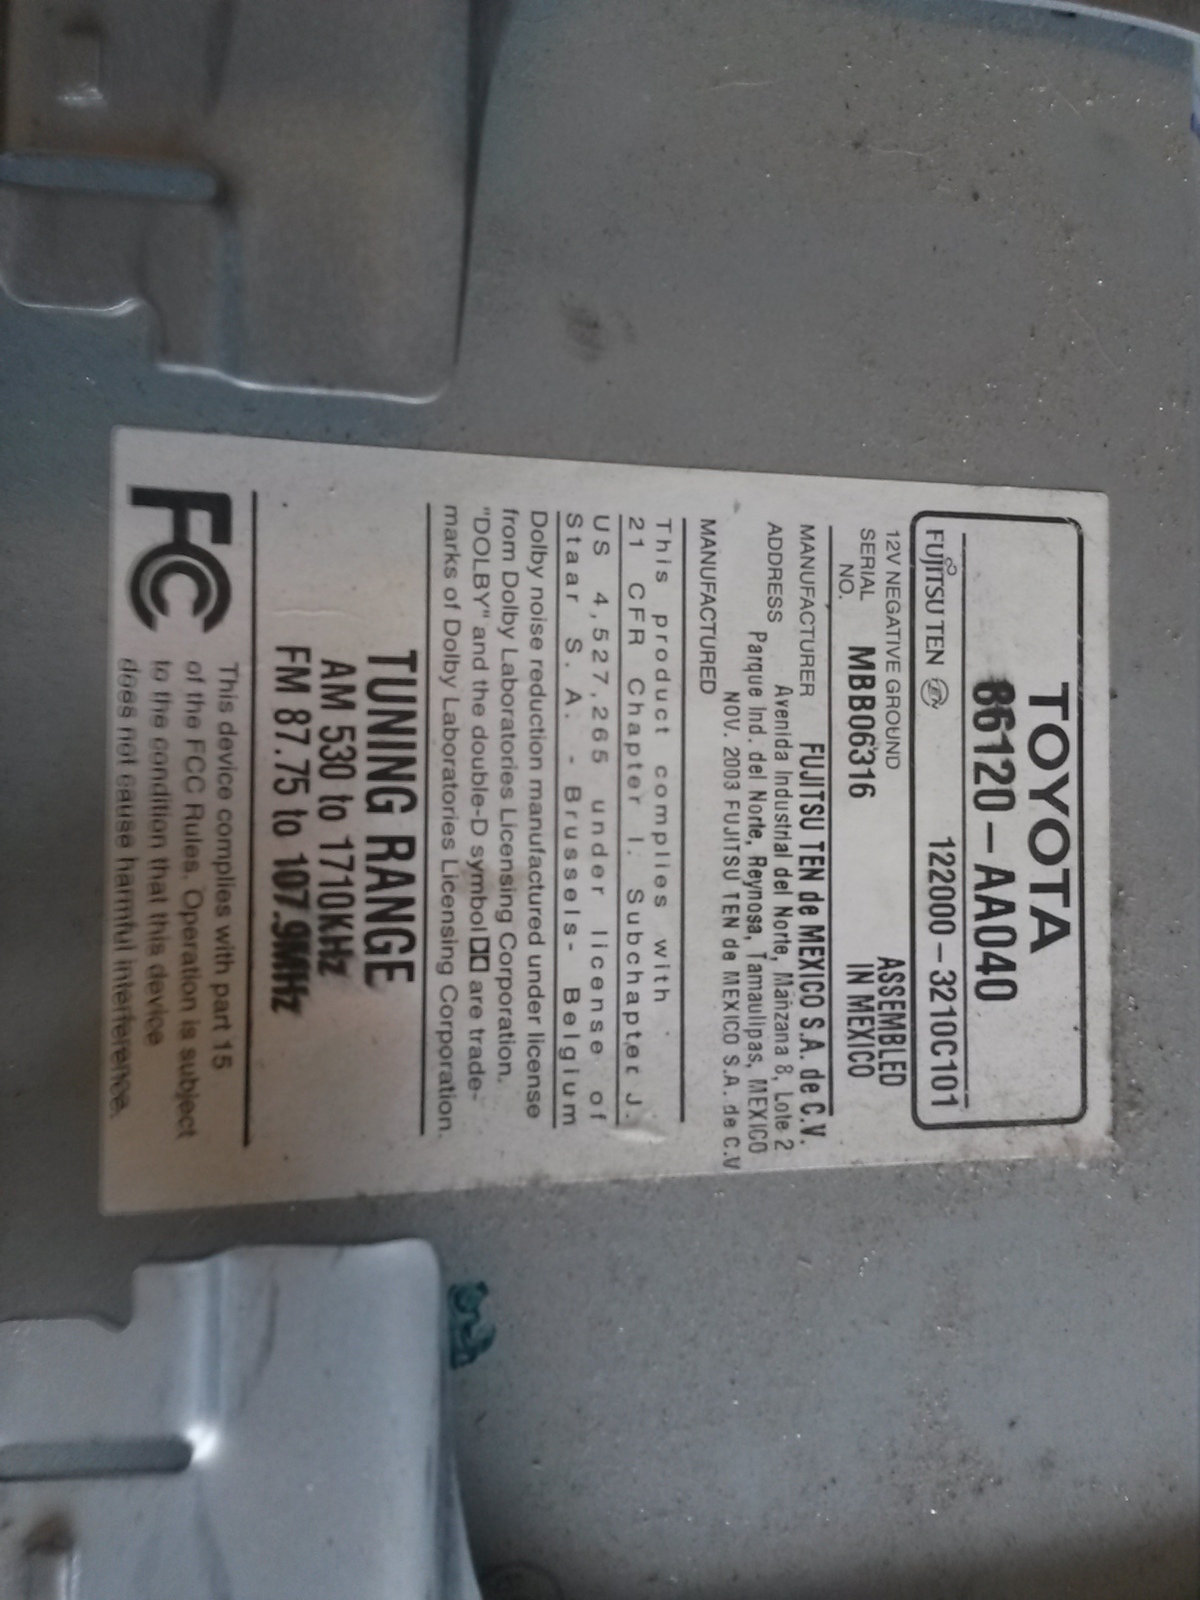 TOYOTA
86120-AA040
FUJITSU TEN TEN 122000-3210C101
12V NEGATIVE GROUND ASSEMBLED
SERIAL NO. MBB06316 IN MEXICO
MANUFACTURER FUJITSU TEN de MEXICO S.A. de C.V.
ADDRESS Avenida Industrial del Norte, Manzana 8, Lote 2
Parque Ind. del Norte, Reynosa, Tamaulipas, MEXICO
MANUFACTURED NOV. 2003 FUJITSU TEN de MEXICO S.A. de C.V
This product complies with
21 CFR Chapter I. Subchapter J.
US 4,527,265 under license of
Staar S.A. - Brussels- Belgium
Dolby noise reduction manufactured under license
from Dolby Laboratories Licensing Corporation.
"DOLBY" and the double-D symbol are trade-
marks of Dolby Laboratories Licensing Corporation.
TUNING RANGE
AM 530 to 1710KHz
FM 87.75 to 107.9MHz
FC
This device complies with part 15
of the FCC Rules. Operation is subject
to the condition that this device
does not cause harmful interference.